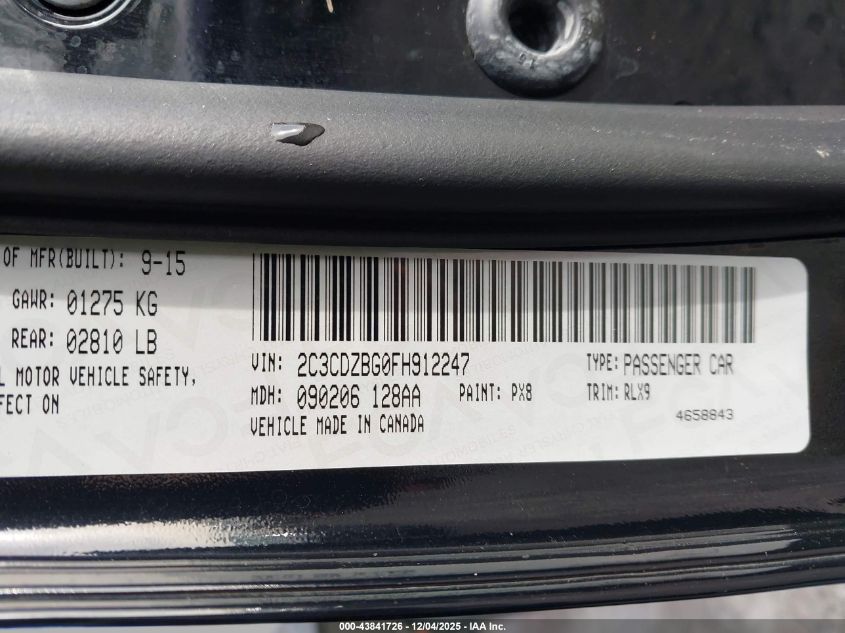 OF MFR(BUILT): 9-15
GAWR: 01275 KG
REAR: 02810 LB
L MOTOR VEHICLE SAFETY,
FECT ON
VIN: 2C3CDZBG0FH912247 TYPE: PASSENGER CAR
MDH: 090206 128AA PAINT: PX8 TRIM: RLX9
VEHICLE MADE IN CANADA
4658843
000-43841726 - 12/04/2025 - IAA Inc.